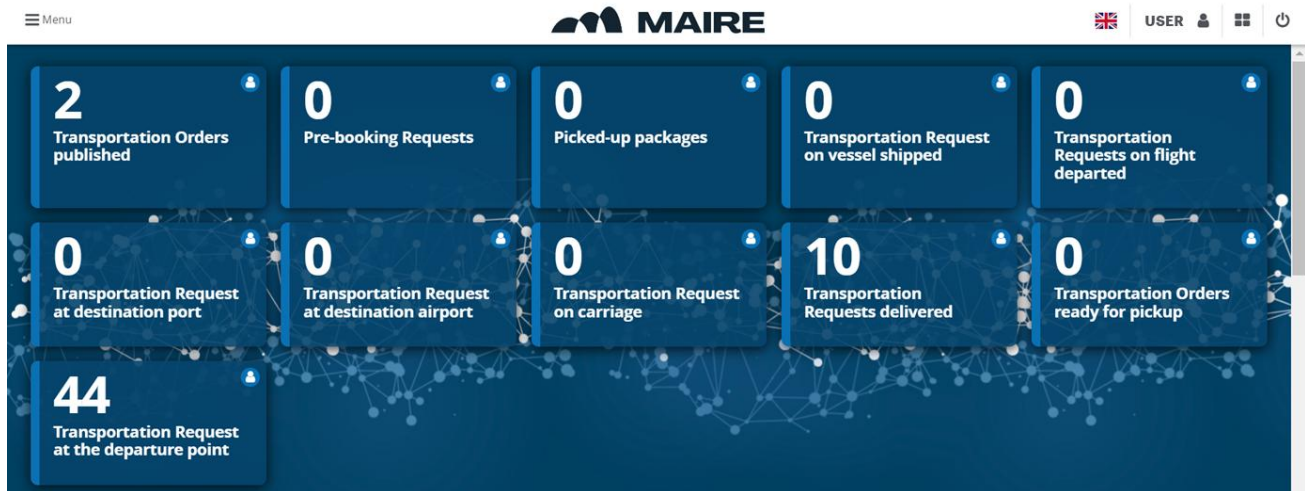 Menu
MAIRE
USER
2
Transportation Orders
published
0
Pre-booking Requests
0
Picked-up packages
0
Transportation Request
on vessel shipped
0
Transportation
Requests on flight
departed
0
Transportation Request
at destination port
0
Transportation Request
at destination airport
0
Transportation Request
on carriage
10
Transportation
Requests delivered
0
Transportation Orders
ready for pickup
44
Transportation Request
at the departure point